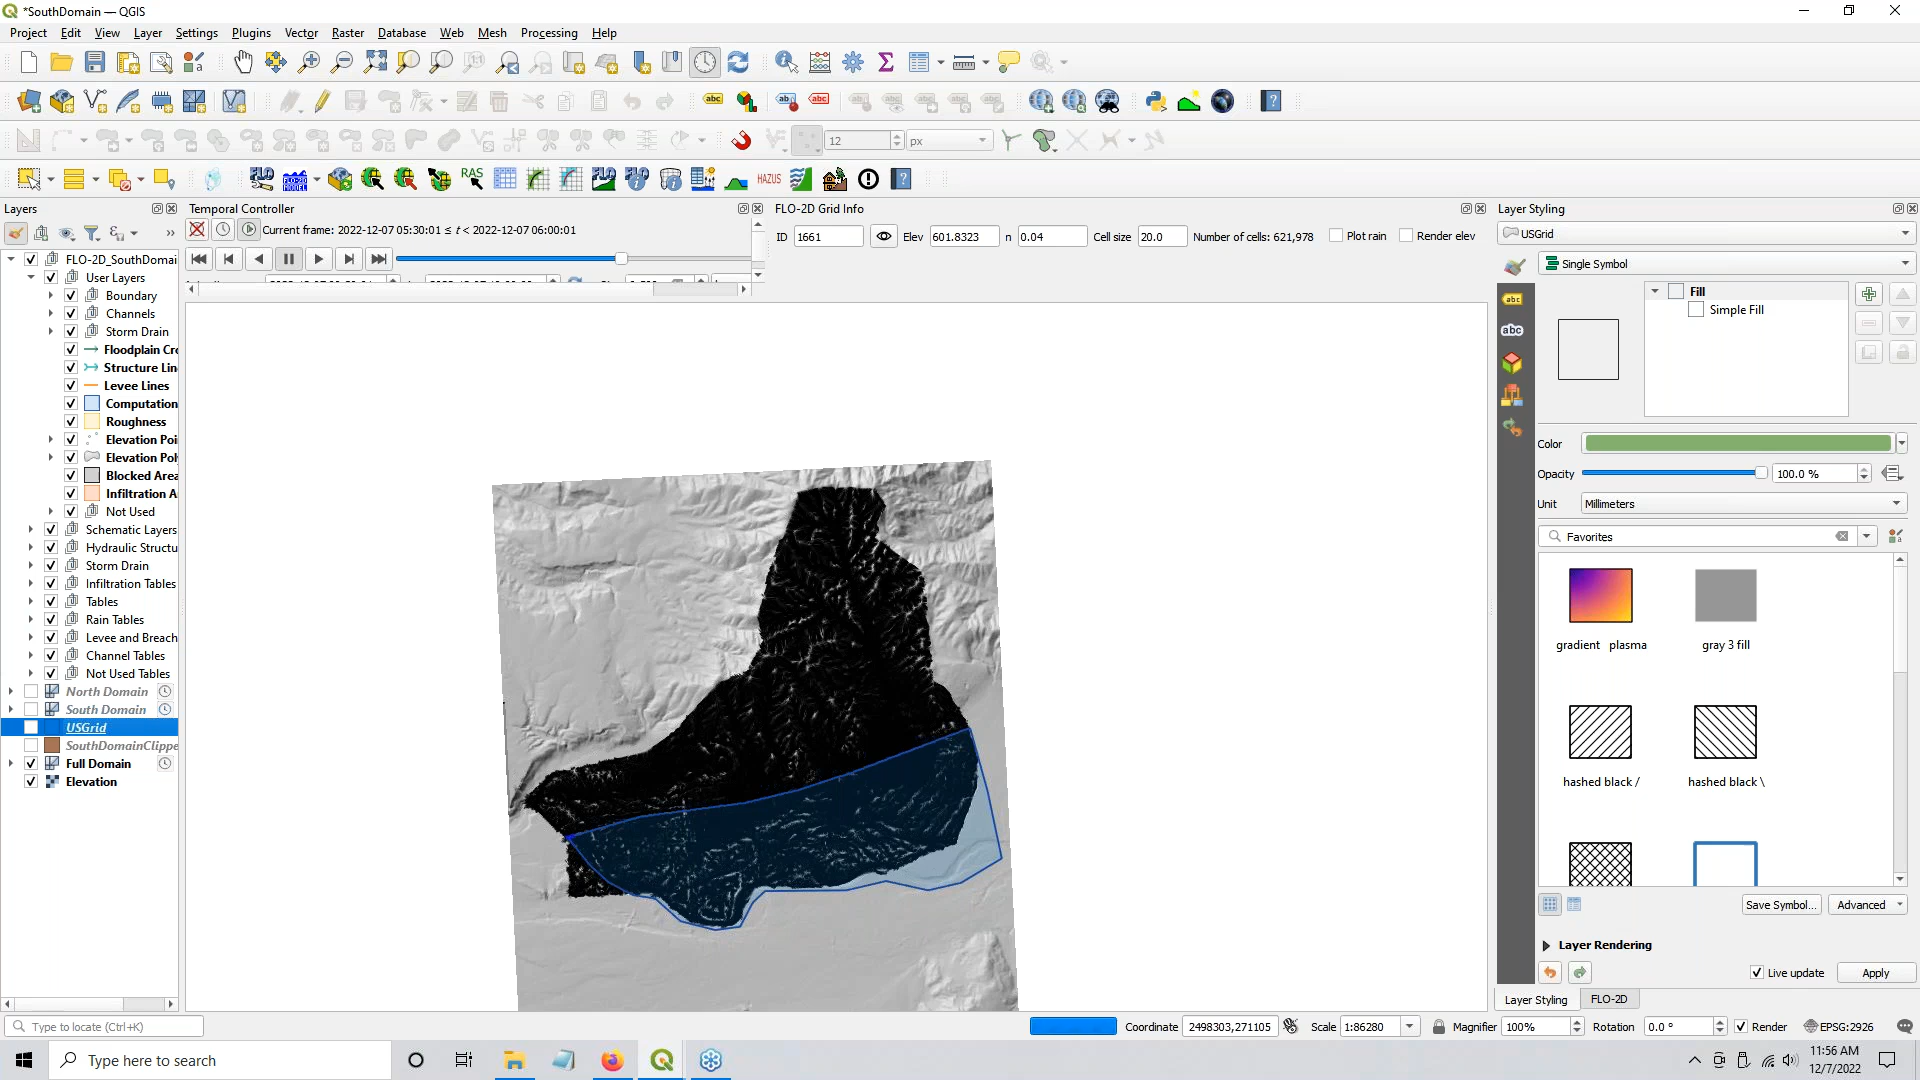 *SouthDomain — QGIS
Project Edit View Layer Settings Plugins Vector Raster Database Web Mesh Processing Help
12 px
RAS HAZUS
Layers
Temporal Controller
FLO-2D Grid Info
Layer Styling
Current frame: 2022-12-07 05:30:01 ≤ t < 2022-12-07 06:00:01
ID 1661 Elev 601.8323 n 0.04 Cell size 20.0 Number of cells: 621,978 Plot rain Render elev
USGrid
Single Symbol
Fill
Simple Fill
FLO-2D_SouthDomai
User Layers
Boundary
Channels
Storm Drain
Floodplain Cr
Structure Lin
Levee Lines
Computation
Roughness
Elevation Poi
Elevation Pol
Blocked Area
Infiltration A
Not Used
Schematic Layers
Hydraulic Structu
Storm Drain
Infiltration Tables
Tables
Rain Tables
Levee and Breach
Channel Tables
Not Used Tables
North Domain
South Domain
USGrid
SouthDomainClippe
Full Domain
Elevation
Color
Opacity 100.0 %
Unit Millimeters
Favorites
gradient plasma
gray 3 fill
hashed black /
hashed black \
Save Symbol... Advanced
Layer Rendering
Live update Apply
Layer Styling FLO-2D
Type to locate (Ctrl+K)
Coordinate 2498303,271105 Scale 1:86280 Magnifier 100% Rotation 0.0 ° Render EPSG:2926
Type here to search
11:56 AM
12/7/2022